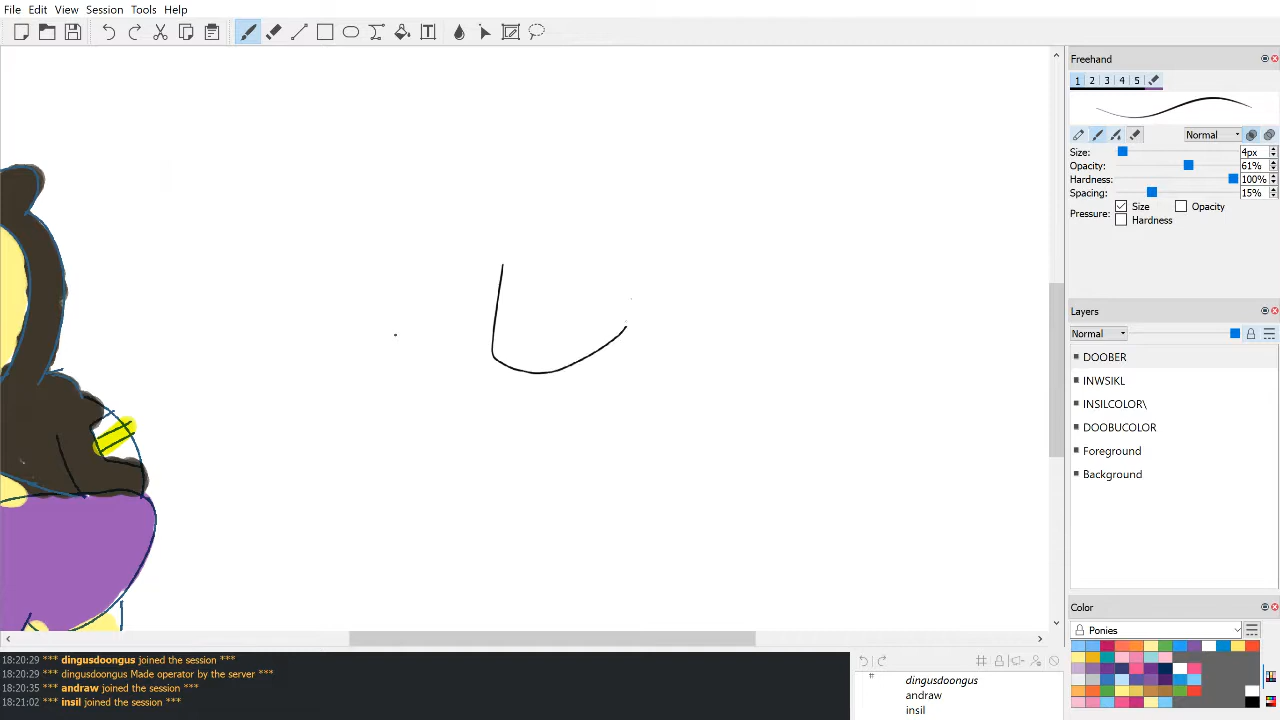 File Edit View Session Tools Help
Freehand
1 2 3 4 5
Normal
Size: 4px
Opacity: 61%
Hardness: 100%
Spacing: 15%
Pressure: Size Opacity
Hardness
Layers
Normal
DOOBER
INWSIKL
INSILCOLOR\
DOOBUCOLOR
Foreground
Background
Color
Ponies
18:20:29 *** dingusdoongus joined the session ***
18:20:29 *** dingusdoongus Made operator by the server ***
18:20:35 *** andraw joined the session ***
18:21:02 *** insil joined the session ***
dingusdoongus
andraw
insil